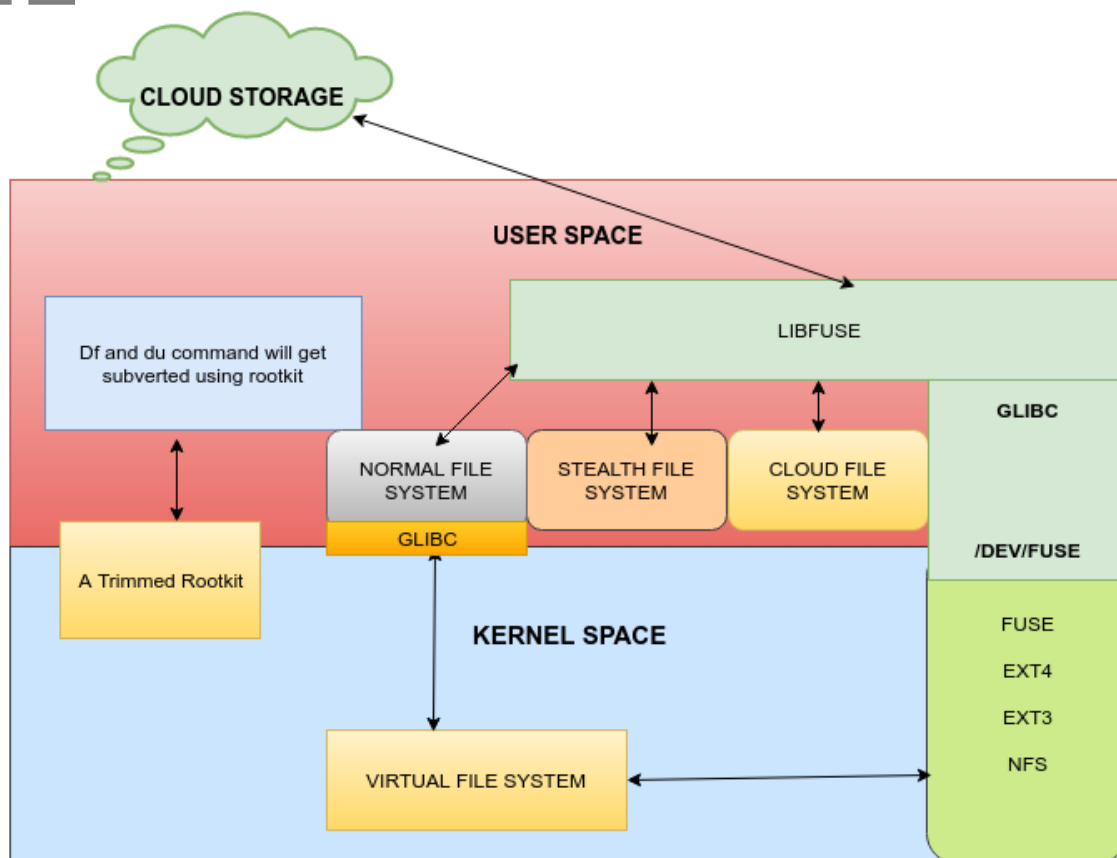 CLOUD STORAGE
USER SPACE
LIBFUSE
Df and du command will get
subverted using rootkit
GLIBC
NORMAL FILE
SYSTEM
STEALTH FILE
SYSTEM
CLOUD FILE
SYSTEM
GLIBC
/DEV/FUSE
A Trimmed Rootkit
KERNEL SPACE
FUSE
EXT4
EXT3
NFS
VIRTUAL FILE SYSTEM